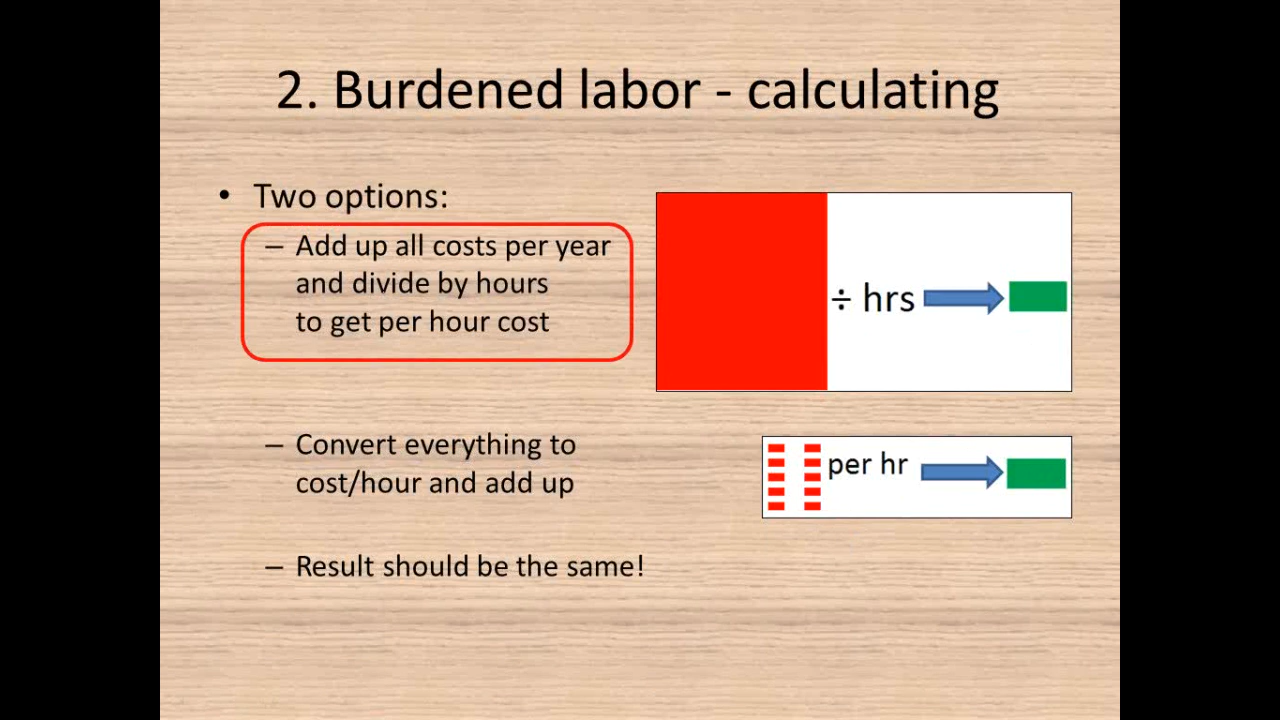 2. Burdened labor - calculating
• Two options:
– Add up all costs per year
and divide by hours
to get per hour cost
÷ hrs
– Convert everything to
cost/hour and add up
per hr
– Result should be the same!